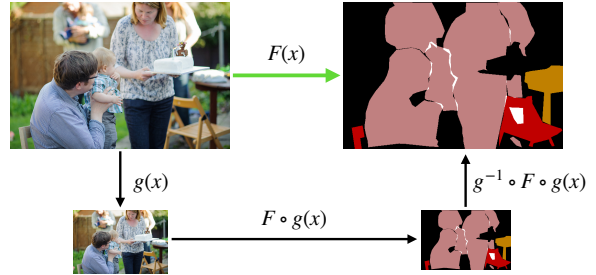 F(x)
g(x)
g⁻¹ ∘ F ∘ g(x)
F ∘ g(x)